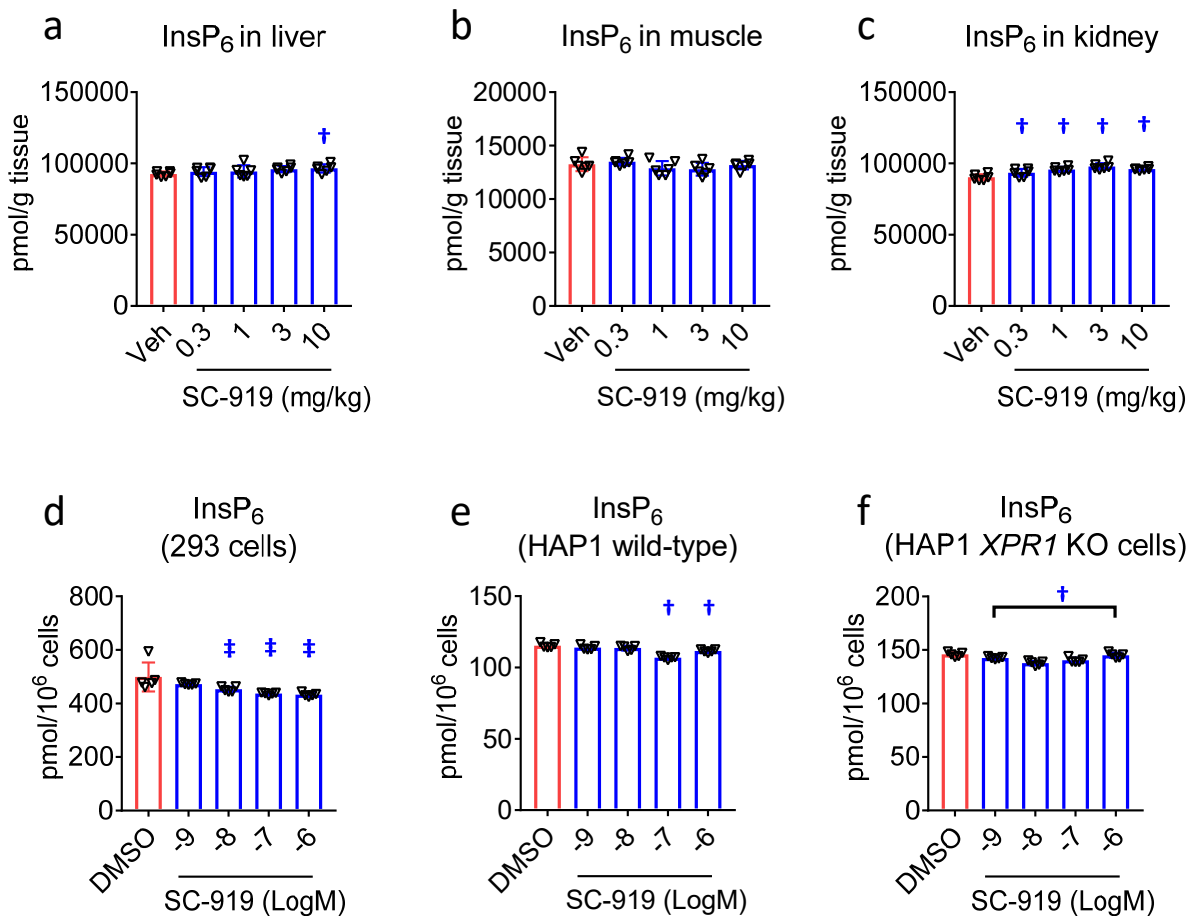 a
InsP6 in liver
pmol/g tissue
150000
100000
50000
0
†
Veh 0.3 1 3 10
SC-919 (mg/kg)
b
InsP6 in muscle
pmol/g tissue
20000
15000
10000
5000
0
Veh 0.3 1 3 10
SC-919 (mg/kg)
c
InsP6 in kidney
pmol/g tissue
150000
100000
50000
0
† † † †
Veh 0.3 1 3 10
SC-919 (mg/kg)
d
InsP6
(293 cells)
pmol/10^6 cells
800
600
400
200
0
‡ ‡ ‡
DMSO -9 -8 -7 -6
SC-919 (LogM)
e
InsP6
(HAP1 wild-type)
pmol/10^6 cells
150
100
50
0
† †
DMSO -9 -8 -7 -6
SC-919 (LogM)
f
InsP6
(HAP1 XPR1 KO cells)
pmol/10^6 cells
200
150
100
50
0
†
DMSO -9 -8 -7 -6
SC-919 (LogM)